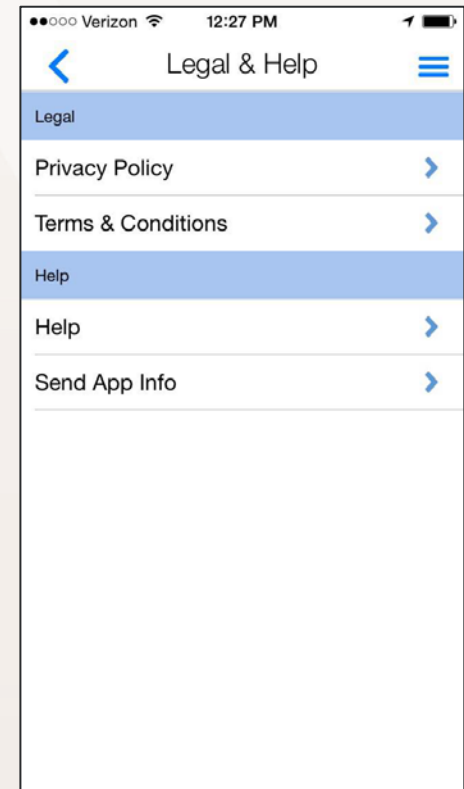 Verizon 12:27 PM
Legal & Help
Legal
Privacy Policy
Terms & Conditions
Help
Help
Send App Info